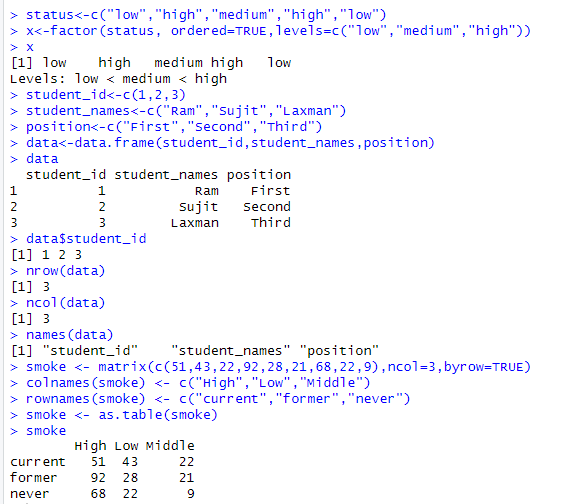 > status<-c("low","high","medium","high","low")
> x<-factor(status, ordered=TRUE,levels=c("low","medium","high"))
> x
[1] low    high   medium high   low
Levels: low < medium < high
> student_id<-c(1,2,3)
> student_names<-c("Ram","Sujit","Laxman")
> position<-c("First","Second","Third")
> data<-data.frame(student_id,student_names,position)
> data
  student_id student_names position
1          1           Ram    First
2          2         Sujit   Second
3          3        Laxman    Third
> data$student_id
[1] 1 2 3
> nrow(data)
[1] 3
> ncol(data)
[1] 3
> names(data)
[1] "student_id"    "student_names" "position"
> smoke <- matrix(c(51,43,22,92,28,21,68,22,9),ncol=3,byrow=TRUE)
> colnames(smoke) <- c("High","Low","Middle")
> rownames(smoke) <- c("current","former","never")
> smoke <- as.table(smoke)
> smoke
        High Low Middle
current   51  43     22
former    92  28     21
never     68  22      9